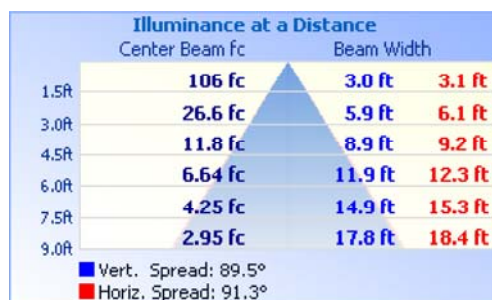 Illuminance at a Distance
Center Beam fc Beam Width
106 fc 3.0 ft 3.1 ft
1.5ft
26.6 fc 5.9 ft 6.1 ft
3.0ft
11.8 fc 8.9 ft 9.2 ft
4.5ft
6.64 fc 11.9 ft 12.3 ft
6.0ft
4.25 fc 14.9 ft 15.3 ft
7.5ft
2.95 fc 17.8 ft 18.4 ft
9.0ft
Vert. Spread: 89.5°
Horiz. Spread: 91.3°